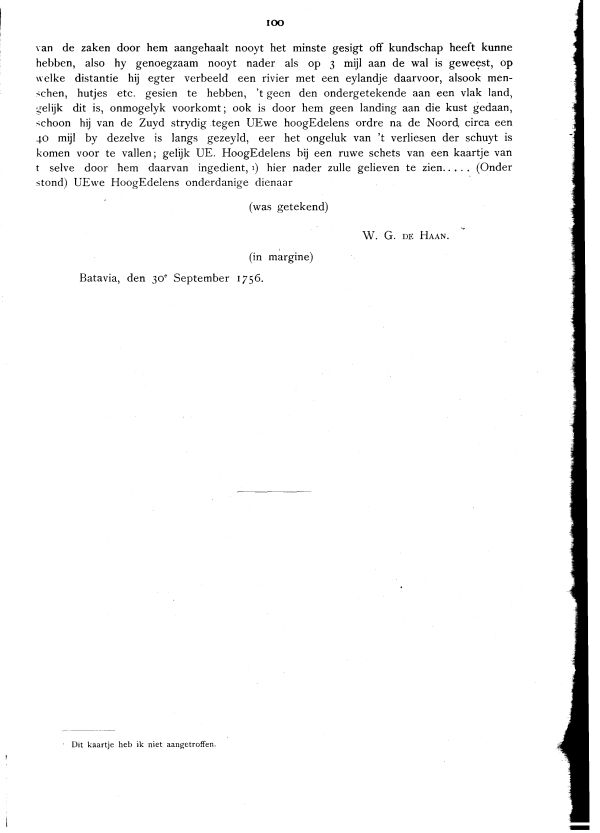 100
van de zaken door hem aangehaalt nooyt het minste gesigt off kundschap heeft kunne
hebben, also hy genoegzaam nooyt nader als op 3 mijl aan de wal is geweest, op
welke distantie hij egter verbeeld een rivier met een eylandje daarvoor, alsook men-
schen, hutjes etc. gesien te hebben, 't geen den ondergetekende aan een vlak land,
gelijk dit is, onmogelyk voorkomt; ook is door hem geen landing aan die kust gedaan,
schoon hij van de Zuyd strydig tegen UEwe hoogEdelens ordre na de Noord circa een
40 mijl by dezelve is langs gezeyld, eer het ongeluk van 't verliesen der schuyt is
komen voor te vallen; gelijk UE. HoogEdelens bij een ruwe schets van een kaartje van
t selve door hem daarvan ingedient, 1) hier nader zulle gelieven te zien..... (Onder
stond) UEwe HoogEdelens onderdanige dienaar
(was getekend)
W. G. DE HAAN.
(in margine)
Batavia, den 30e September 1756.
Dit kaartje heb ik niet aangetroffen.